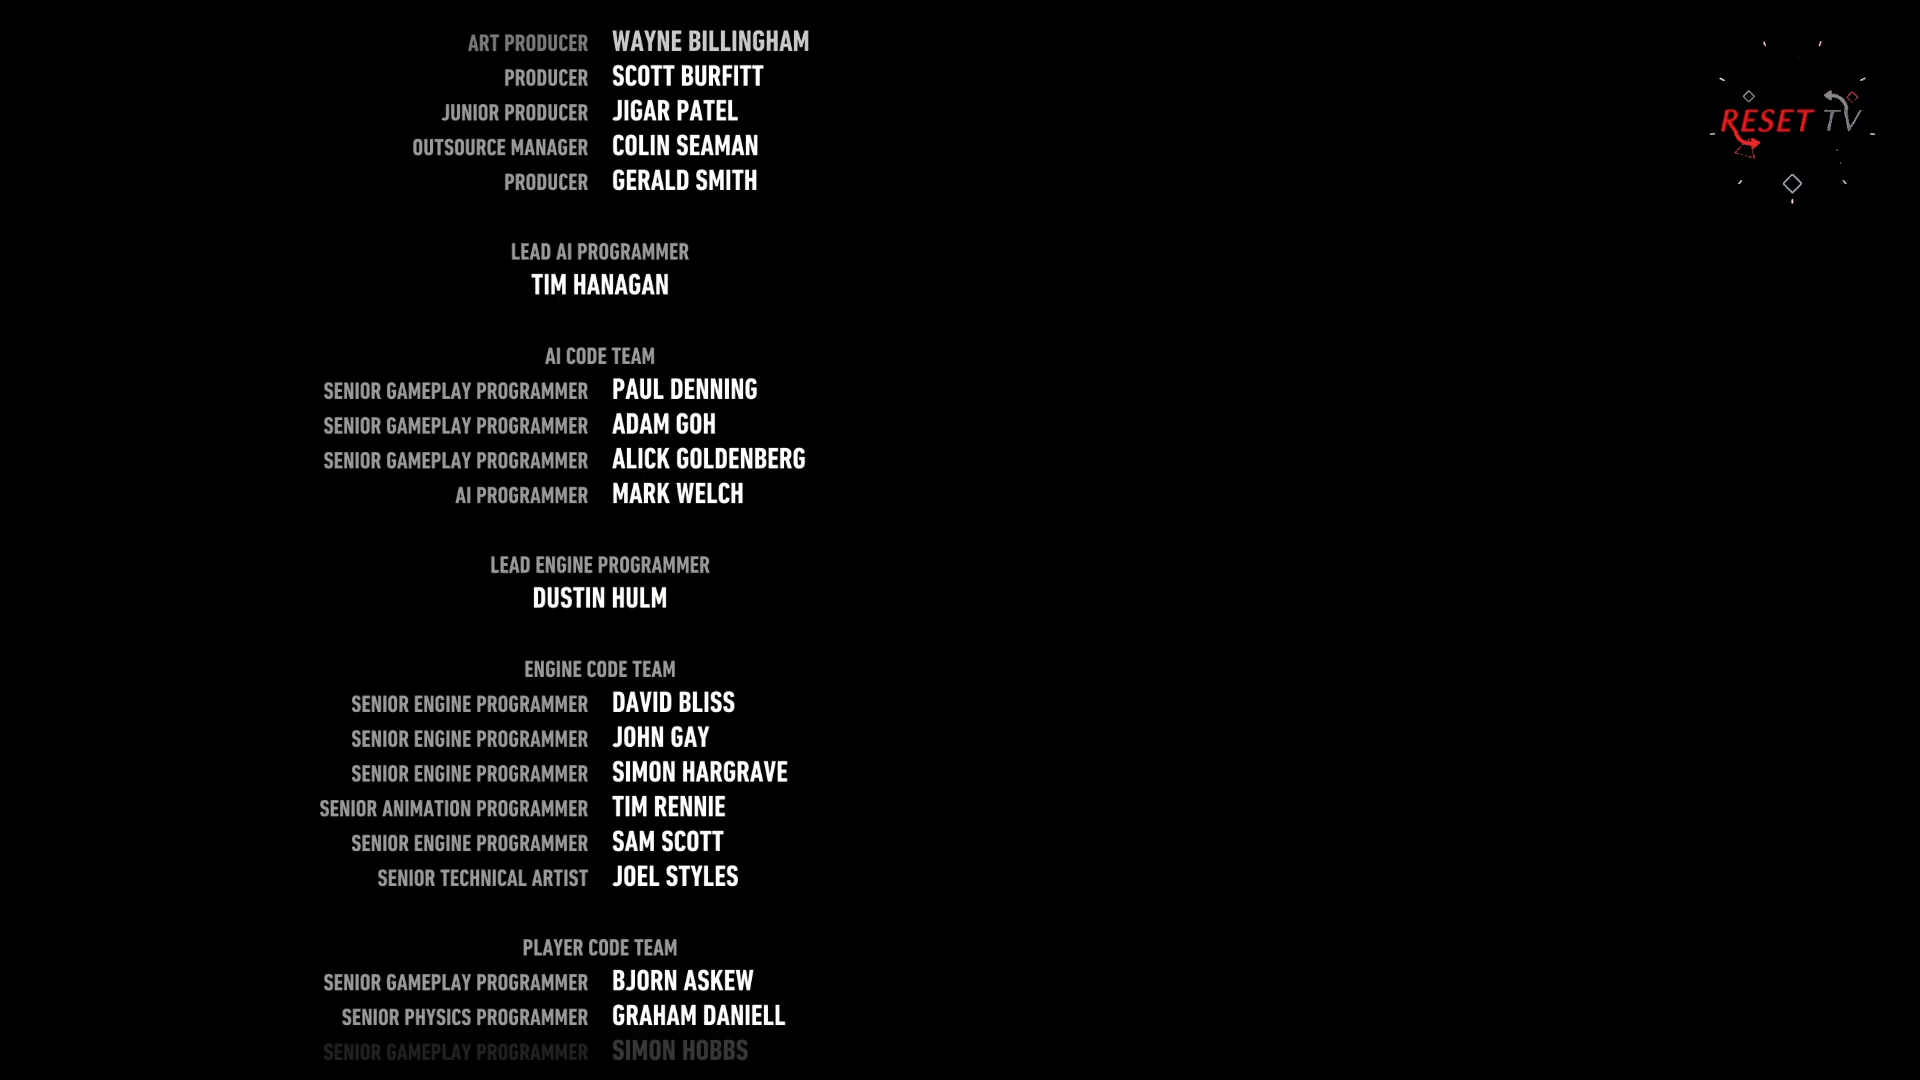 ART PRODUCER WAYNE BILLINGHAM
PRODUCER SCOTT BURFITT
JUNIOR PRODUCER JIGAR PATEL
OUTSOURCE MANAGER COLIN SEAMAN
PRODUCER GERALD SMITH
LEAD AI PROGRAMMER
TIM HANAGAN
AI CODE TEAM
SENIOR GAMEPLAY PROGRAMMER PAUL DENNING
SENIOR GAMEPLAY PROGRAMMER ADAM GOH
SENIOR GAMEPLAY PROGRAMMER ALICK GOLDENBERG
AI PROGRAMMER MARK WELCH
LEAD ENGINE PROGRAMMER
DUSTIN HULM
ENGINE CODE TEAM
SENIOR ENGINE PROGRAMMER DAVID BLISS
SENIOR ENGINE PROGRAMMER JOHN GAY
SENIOR ENGINE PROGRAMMER SIMON HARGRAVE
SENIOR ANIMATION PROGRAMMER TIM RENNIE
SENIOR ENGINE PROGRAMMER SAM SCOTT
SENIOR TECHNICAL ARTIST JOEL STYLES
PLAYER CODE TEAM
SENIOR GAMEPLAY PROGRAMMER BJORN ASKEW
SENIOR PHYSICS PROGRAMMER GRAHAM DANIELL
SENIOR GAMEPLAY PROGRAMMER SIMON HOBBS
RESET TV